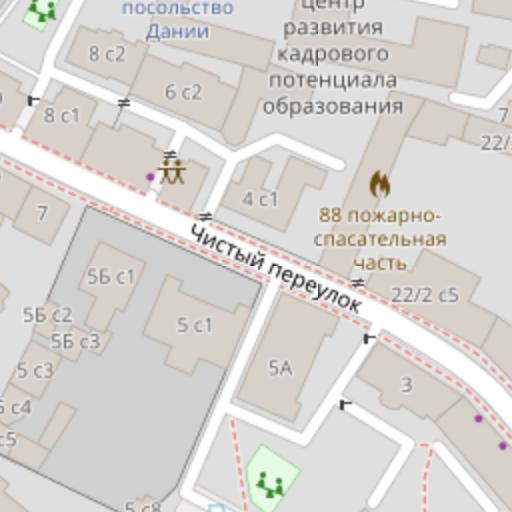 посольство
Дании
центр
развития
кадрового
потенциала
образования
8 с2
6 с2
8 с1
7
22/
4 с1
88 пожарно-
спасательная
часть
7
Чистый переулок
5Б с1
22/2 с5
5Б с2
5 с1
5Б с3
5 с3
5А
3
с4
с5
5 с8